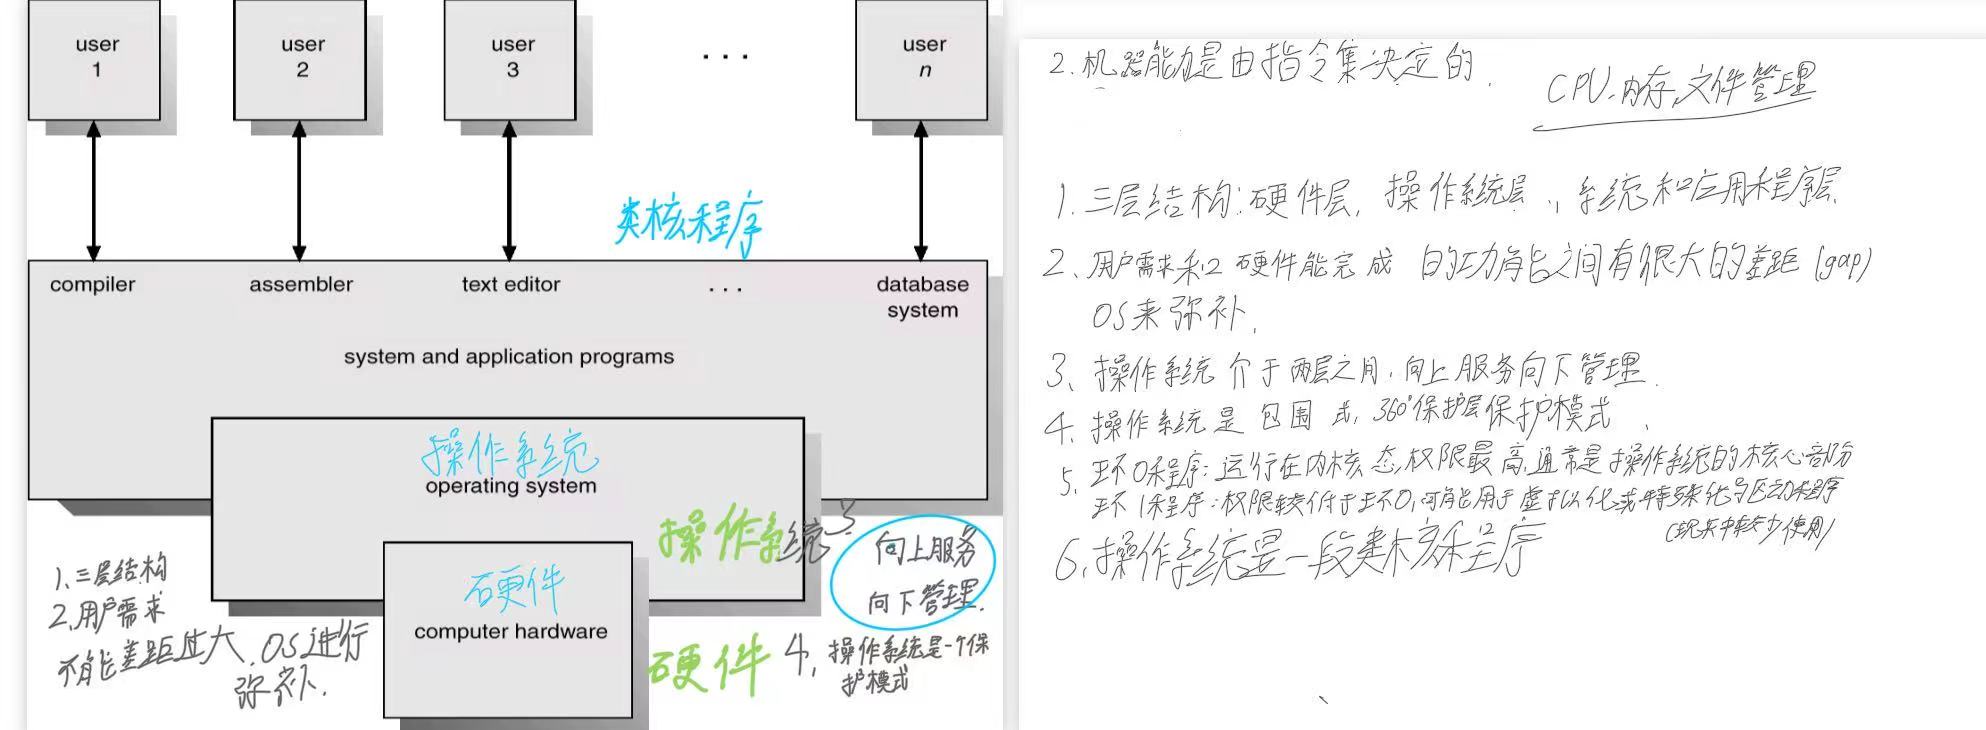 user
1
user
2
user
3
. . .
user
n
类核程序
compiler
assembler
text editor
. . .
database
system
system and application programs
操作系统
operating system
操作系统
3
向上服务
向下管理.
硬件
computer hardware
硬件
1、三层结构
2、用户需求
不能差距过大, OS进行
弥补.
4、操作系统是一个保
护模式
2. 机器能力是由指令集决定的.
CPU、内存,文件管理
1. 三层结构:硬件层, 操作系统层、系统和应用程序层.
2、用户需求和 硬件能完成 的功能之间有很大的差距 (gap)
OS来弥补.
3、操作系统 介于两层之间,向上服务向下管理.
4、操作系统是包围式,360°保护层保护模式、
5、环0程序:运行在内核态,权限最高,通常是操作系统的核心部分
环1程序:权限较低于环0,可能用于虚拟化或特殊化驱动程序
(现实中较少使用)
6、操作系统是一段类核程序